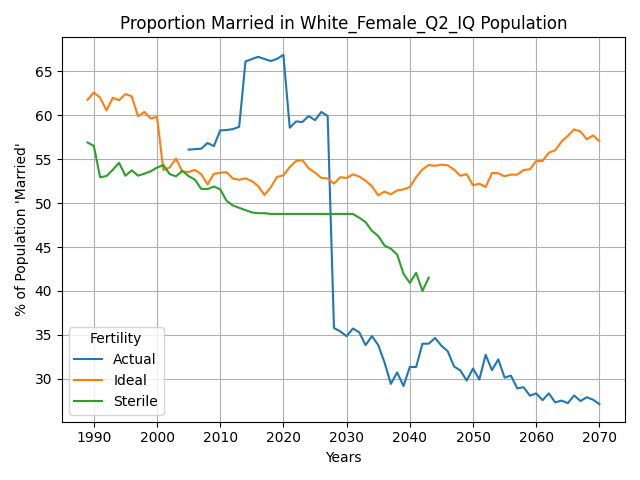 Proportion Married in White_Female_Q2_IQ Population
% of Population 'Married'
65
60
55
50
45
40
35
30
Fertility
Actual
Ideal
Sterile
1990 2000 2010 2020 2030 2040 2050 2060 2070
Years